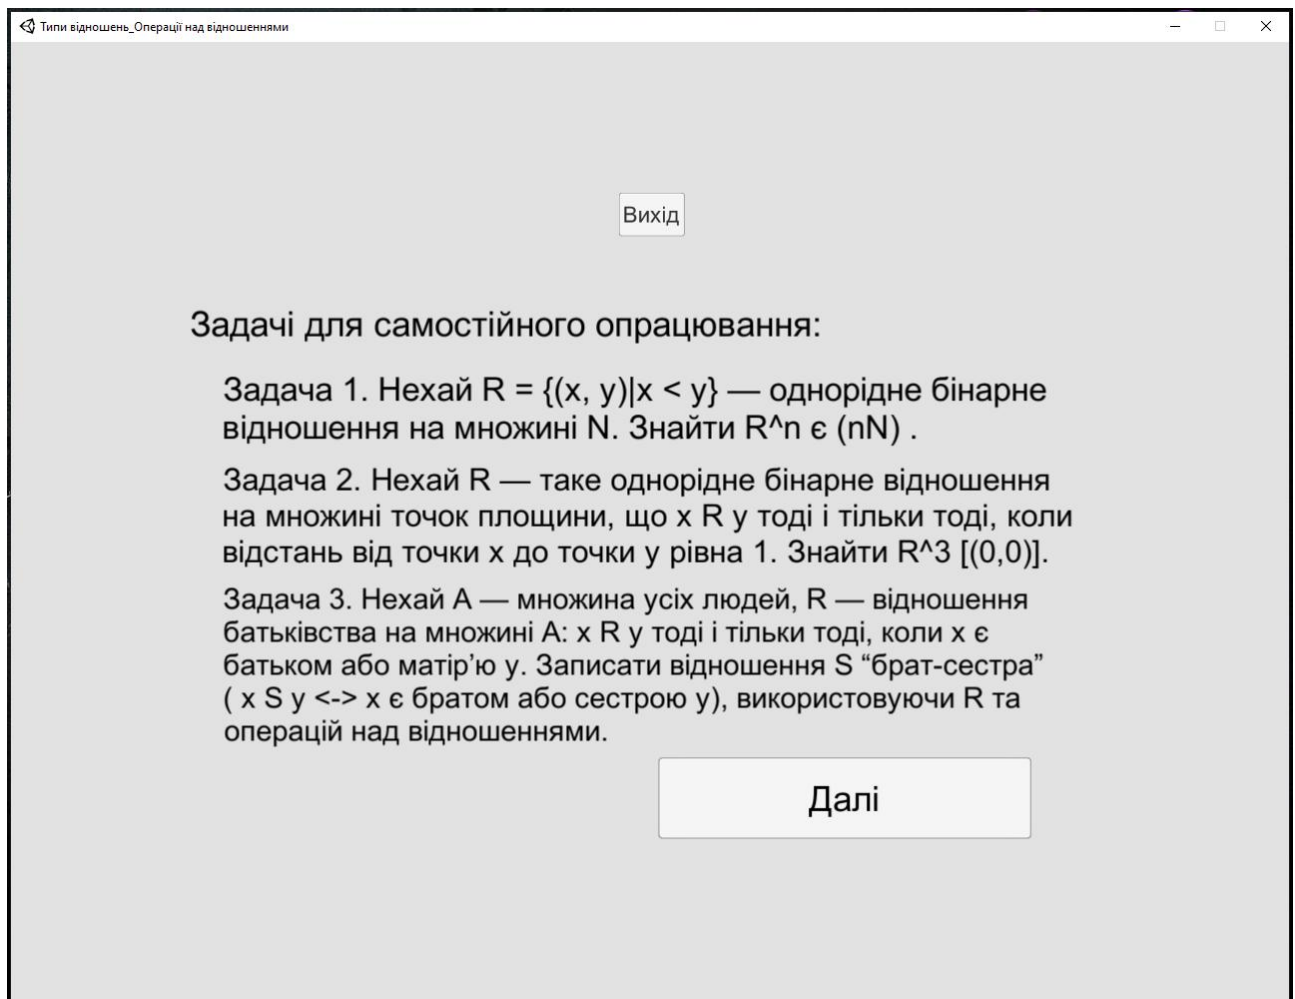 Типи відношень_Операції над відношеннями
Вихід
Задачі для самостійного опрацювання:
Задача 1. Нехай R = {(x, y)|x < y} — однорідне бінарне
відношення на множині N. Знайти R^n є (nN) .
Задача 2. Нехай R — таке однорідне бінарне відношення
на множині точок площини, що x R y тоді і тільки тоді, коли
відстань від точки x до точки y рівна 1. Знайти R^3 [(0,0)].
Задача 3. Нехай A — множина усіх людей, R — відношення
батьківства на множині A: x R y тоді і тільки тоді, коли x є
батьком або матір’ю y. Записати відношення S “брат-сестра”
( x S y <-> x є братом або сестрою y), використовуючи R та
операцій над відношеннями.
Далі